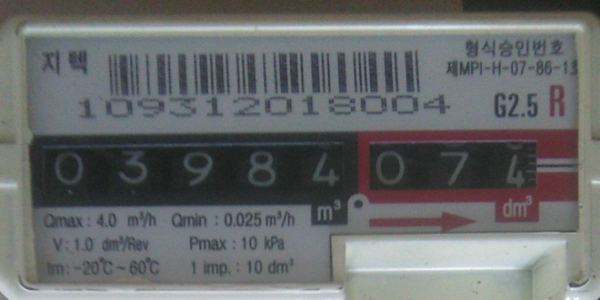 지텍
형식승인번호
제MPI-H-07-86-1
109312018004
G2.5 R
03984 074
m³
dm³
Qmax : 4.0 m³/h Qmin : 0.025 m³/h
V : 1.0 dm³/Rev Pmax : 10 kPa
tm : -20℃ ~ 60℃ 1 imp. : 10 dm³